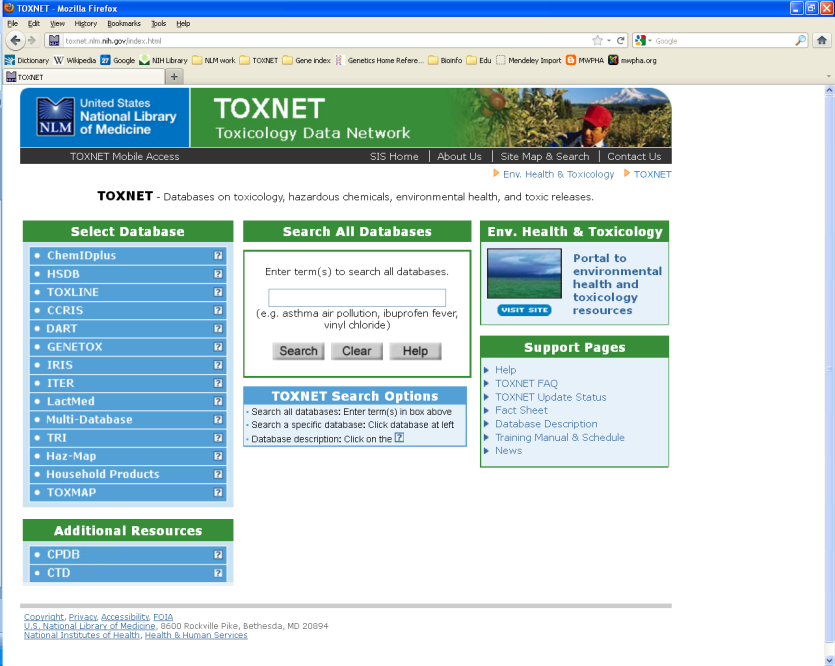 TOXNET - Mozilla Firefox
File Edit View History Bookmarks Tools Help
toxnet.nlm.nih.gov/index.html
Google
Dictionary Wikipedia Google NIH Library NLM work TOXNET Gene index Genetics Home Refere... Bioinfo Edu Mendeley Import MWPHA mwpha.org
TOXNET
United States
National Library
of Medicine
NLM
TOXNET
Toxicology Data Network
TOXNET Mobile Access
SIS Home | About Us | Site Map & Search | Contact Us
Env. Health & Toxicology TOXNET
TOXNET - Databases on toxicology, hazardous chemicals, environmental health, and toxic releases.
Select Database
ChemIDplus ?
HSDB ?
TOXLINE ?
CCRIS ?
DART ?
GENETOX ?
IRIS ?
ITER ?
LactMed ?
Multi-Database ?
TRI ?
Haz-Map ?
Household Products ?
TOXMAP ?
Additional Resources
CPDB ?
CTD ?
Search All Databases
Enter term(s) to search all databases.
(e.g. asthma air pollution, ibuprofen fever,
vinyl chloride)
Search Clear Help
TOXNET Search Options
- Search all databases: Enter term(s) in box above
- Search a specific database: Click database at left
- Database description: Click on the ?
Env. Health & Toxicology
Portal to
environmental
health and
toxicology
resources
VISIT SITE
Support Pages
Help
TOXNET FAQ
TOXNET Update Status
Fact Sheet
Database Description
Training Manual & Schedule
News
Copyright, Privacy, Accessibility, FOIA
U.S. National Library of Medicine, 8600 Rockville Pike, Bethesda, MD 20894
National Institutes of Health, Health & Human Services